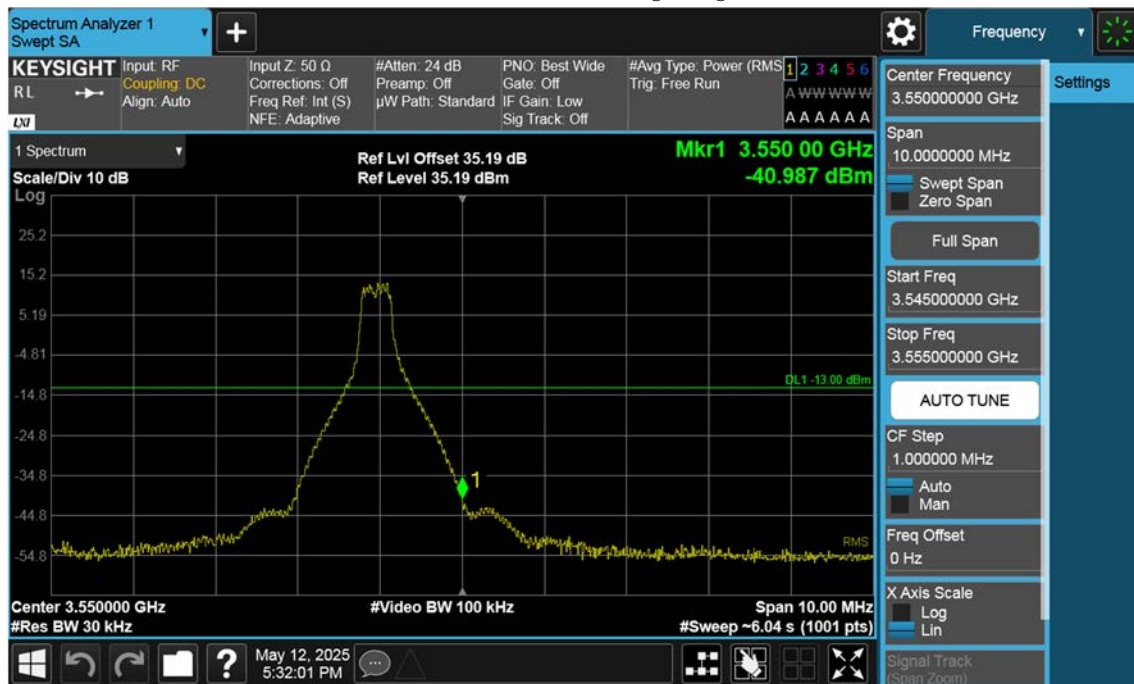 Spectrum Analyzer 1
Swept SA
+
Frequency
KEYSIGHT
RL
LXI
Input: RF
Coupling: DC
Align: Auto
Input Z: 50 Ω
Corrections: Off
Freq Ref: Int (S)
NFE: Adaptive
#Atten: 24 dB
Preamp: Off
µW Path: Standard
PNO: Best Wide
Gate: Off
IF Gain: Low
Sig Track: Off
#Avg Type: Power (RMS
Trig: Free Run
1 2 3 4 5 6
A W W W W W
A A A A A A
1 Spectrum
Scale/Div 10 dB
Ref Lvl Offset 35.19 dB
Ref Level 35.19 dBm
Mkr1 3.550 00 GHz
-40.987 dBm
Log
25.2
15.2
5.19
-4.81
-14.8
-24.8
-34.8
-44.8
-54.8
DL1 -13.00 dBm
1
RMS
Center 3.550000 GHz
#Res BW 30 kHz
#Video BW 100 kHz
Span 10.00 MHz
#Sweep ~6.04 s (1001 pts)
Center Frequency
3.550000000 GHz
Settings
Span
10.0000000 MHz
Swept Span
Zero Span
Full Span
Start Freq
3.545000000 GHz
Stop Freq
3.555000000 GHz
AUTO TUNE
CF Step
1.000000 MHz
Auto
Man
Freq Offset
0 Hz
X Axis Scale
Log
Lin
Signal Track
(Span Zoom)
?
May 12, 2025
5:32:01 PM